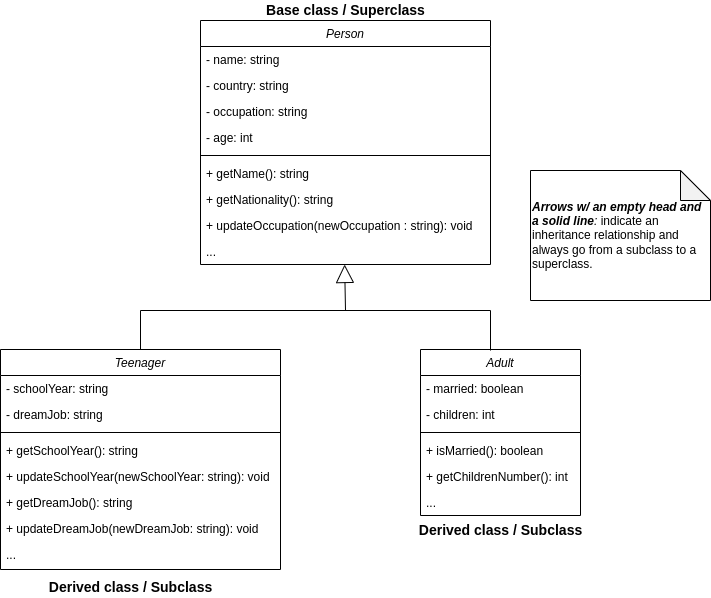 Base class / Superclass
Person
- name: string
- country: string
- occupation: string
- age: int
+ getName(): string
+ getNationality(): string
+ updateOccupation(newOccupation : string): void
...
Arrows w/ an empty head and
a solid line: indicate an
inheritance relationship and
always go from a subclass to a
superclass.
Teenager
- schoolYear: string
- dreamJob: string
+ getSchoolYear(): string
+ updateSchoolYear(newSchoolYear: string): void
+ getDreamJob(): string
+ updateDreamJob(newDreamJob: string): void
...
Derived class / Subclass
Adult
- married: boolean
- children: int
+ isMarried(): boolean
+ getChildrenNumber(): int
...
Derived class / Subclass